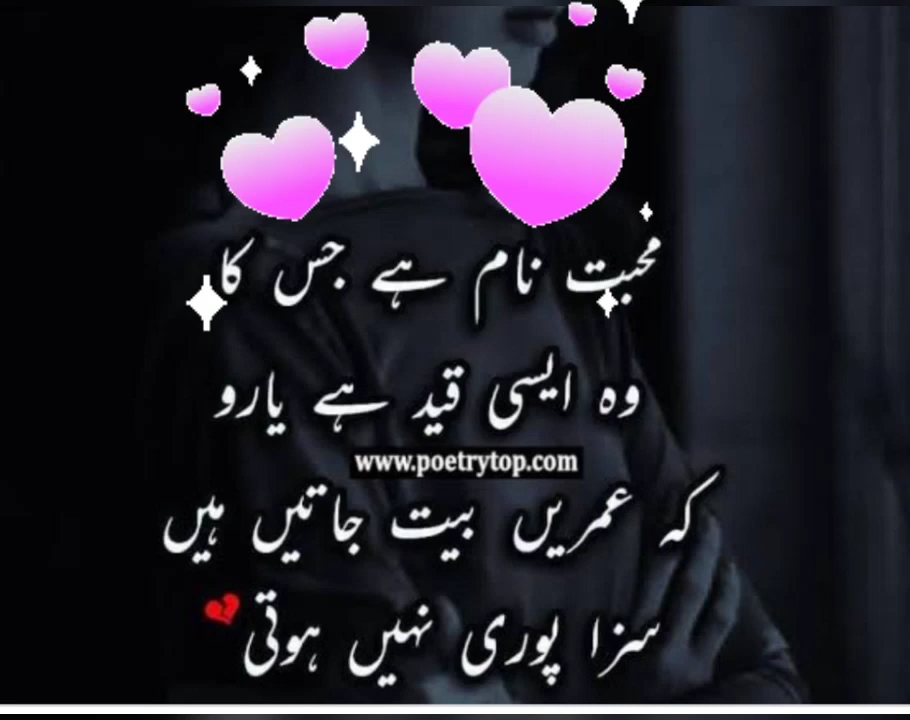 محبت نام ہے جس کا
وہ ایسی قید ہے یارو
www.poetrytop.com
کہ عمریں بیت جاتیں ہیں
سزا پوری نہیں ہوتی